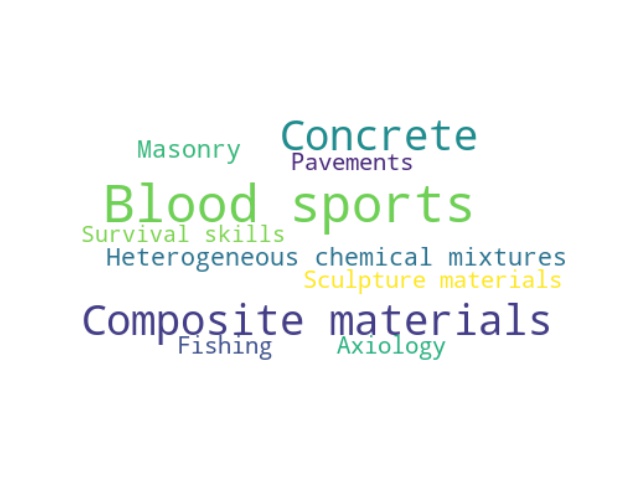 Concrete
Masonry
Pavements
Blood sports
Survival skills
Heterogeneous chemical mixtures
Sculpture materials
Composite materials
Fishing
Axiology